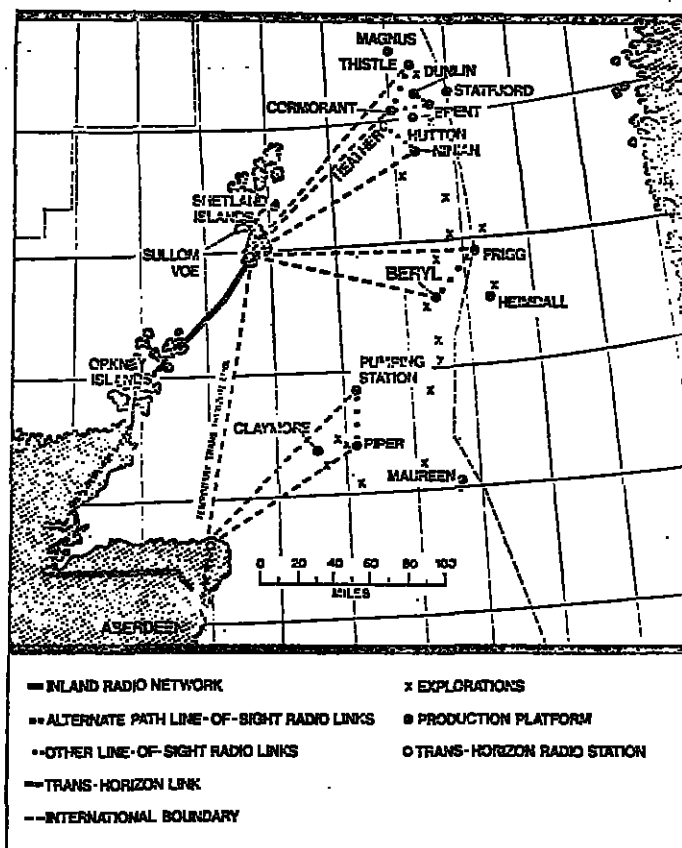 MAGNUS
THISTLE
DUNLIN
STATFJORD
CORMORANT
BRENT
HUTTON
HEATHER
NINIAN
SHETLAND
ISLANDS
SULLOM
VOE
FRIGG
BERYL
HEIMDALL
ORKNEY
ISLANDS
PUMPING
STATION
CLAYMORE
PIPER
MAUREEN
0 20 40 60 80 100
MILES
ABERDEEN
INLAND RADIO NETWORK
ALTERNATE PATH LINE-OF-SIGHT RADIO LINKS
OTHER LINE-OF-SIGHT RADIO LINKS
TRANS-HORIZON LINK
INTERNATIONAL BOUNDARY
x EXPLORATIONS
PRODUCTION PLATFORM
TRANS-HORIZON RADIO STATION